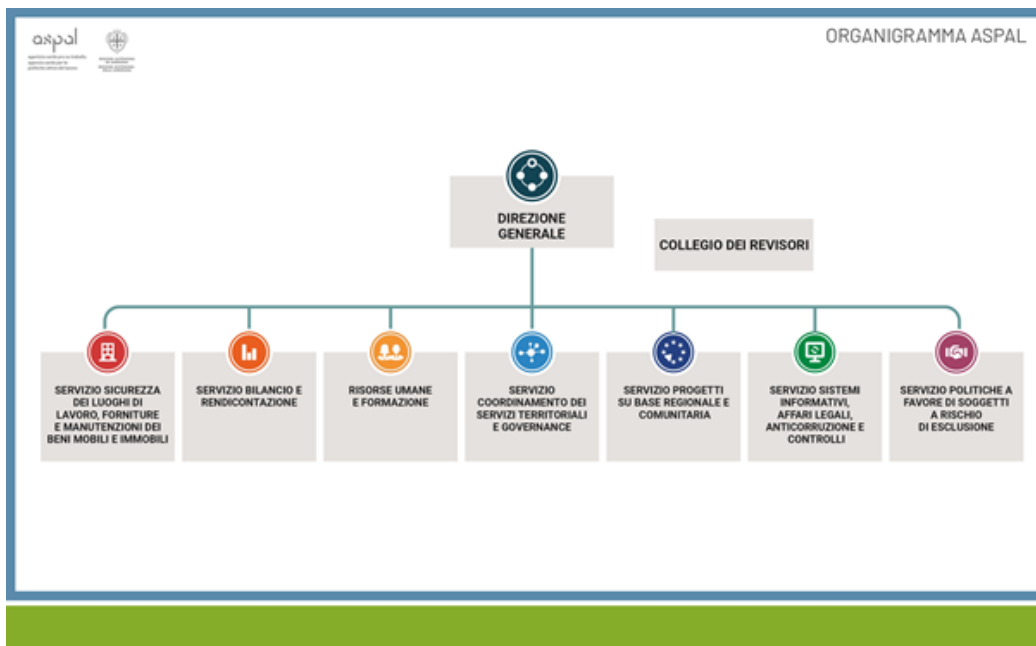 aspal
ORGANIGRAMMA ASPAL
DIREZIONE
GENERALE
COLLEGIO DEI REVISORI
SERVIZIO SICUREZZA
DEI LUOGHI DI
LAVORO, FORNITURE
E MANUTENZIONI DEI
BENI MOBILI E IMMOBILI
SERVIZIO BILANCIO E
RENDICONTAZIONE
RISORSE UMANE
E FORMAZIONE
SERVIZIO
COORDINAMENTO DEI
SERVIZI TERRITORIALI
E GOVERNANCE
SERVIZIO PROGETTI
SU BASE REGIONALE E
COMUNITARIA
SERVIZIO SISTEMI
INFORMATIVI,
AFFARI LEGALI,
ANTICORRUZIONE E
CONTROLLI
SERVIZIO POLITICHE A
FAVORE DI SOGGETTI
A RISCHIO
DI ESCLUSIONE